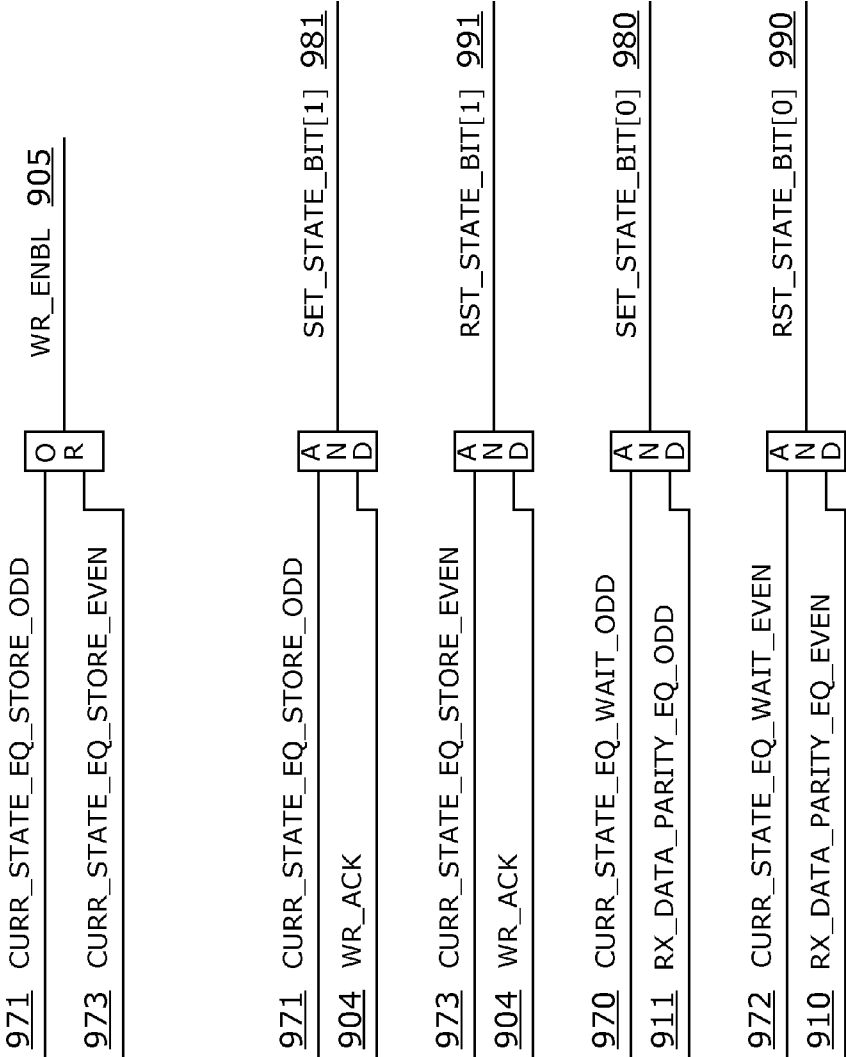 971 CURR_STATE_EQ_STORE_ODD
973 CURR_STATE_EQ_STORE_EVEN
OR
WR_ENBL 905
971 CURR_STATE_EQ_STORE_ODD
904 WR_ACK
AND
SET_STATE_BIT[1] 981
973 CURR_STATE_EQ_STORE_EVEN
904 WR_ACK
AND
RST_STATE_BIT[1] 991
970 CURR_STATE_EQ_WAIT_ODD
911 RX_DATA_PARITY_EQ_ODD
AND
SET_STATE_BIT[0] 980
972 CURR_STATE_EQ_WAIT_EVEN
910 RX_DATA_PARITY_EQ_EVEN
AND
RST_STATE_BIT[0] 990